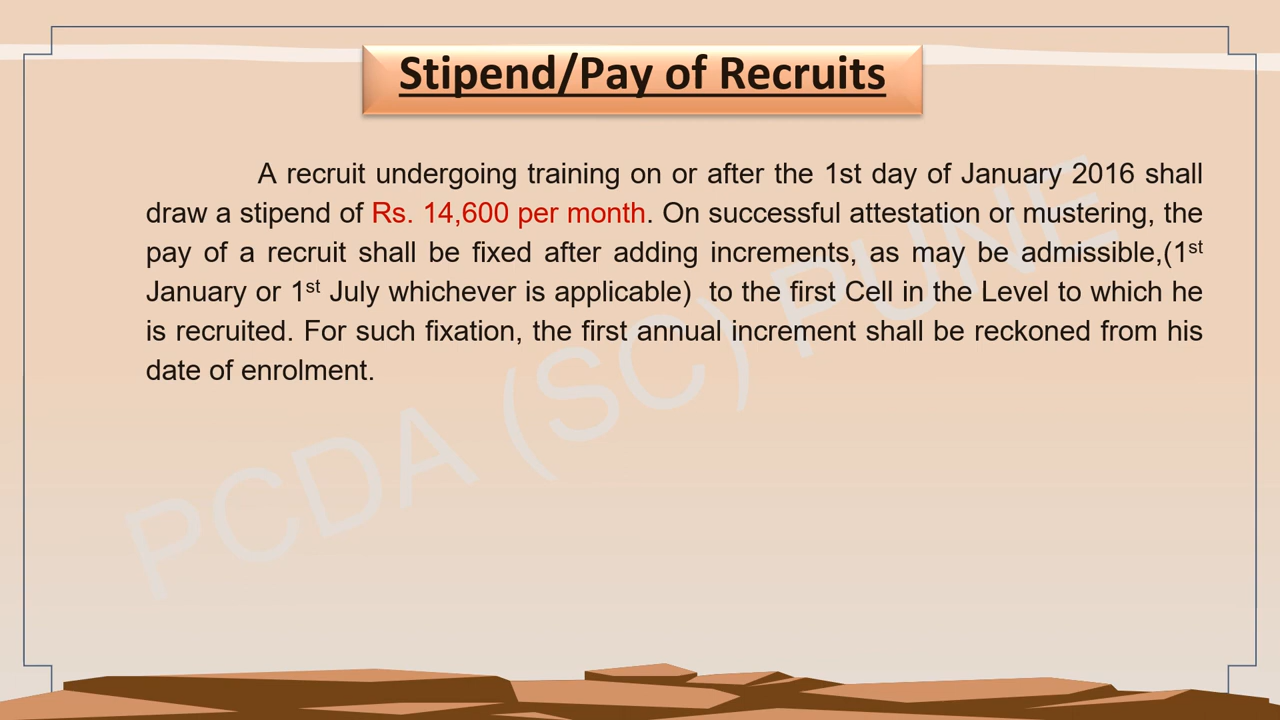 Stipend/Pay of Recruits
A recruit undergoing training on or after the 1st day of January 2016 shall
draw a stipend of Rs. 14,600 per month. On successful attestation or mustering, the
pay of a recruit shall be fixed after adding increments, as may be admissible,(1st
January or 1st July whichever is applicable)  to the first Cell in the Level to which he
is recruited. For such fixation, the first annual increment shall be reckoned from his
date of enrolment.
PCDA (SC) PUNE